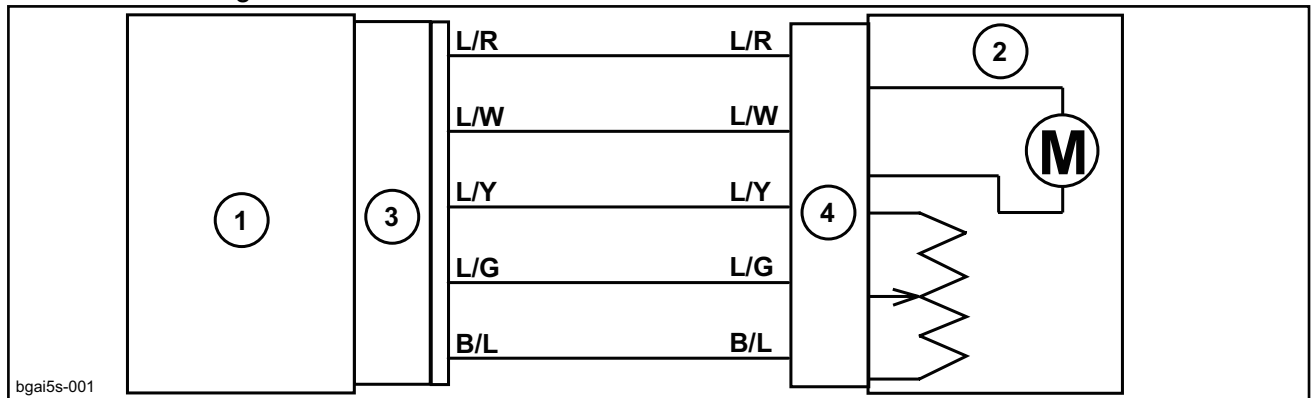 g
L/R L/R
2
L/W L/W
M
L/Y L/Y
1 3 4
L/G L/G
B/L B/L
bgai5s-001